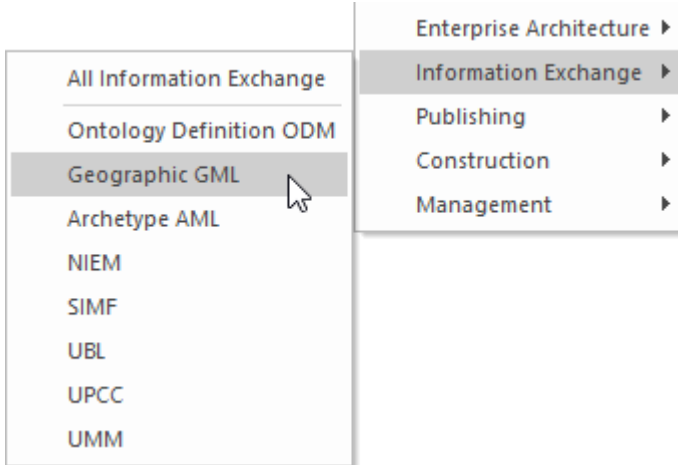 Enterprise Architecture
Information Exchange
Publishing
Construction
Management
All Information Exchange
Ontology Definition ODM
Geographic GML
Archetype AML
NIEM
SIMF
UBL
UPCC
UMM